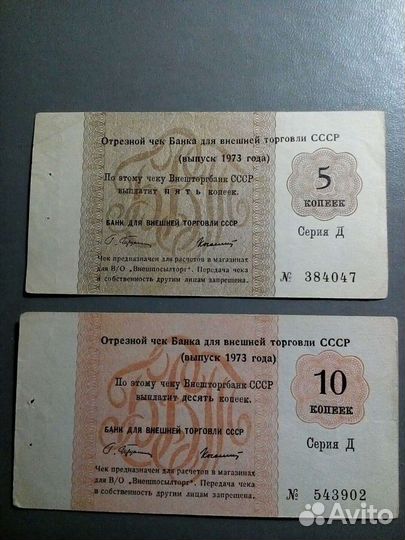 Отрезной чек Банка для внешней торговли СССР
(выпуск 1973 года)
По этому чеку Внешторгбанк СССР
выплатит пять копеек.
БАНК ДЛЯ ВНЕШНЕЙ ТОРГОВЛИ СССР
Чек предназначен для расчетов в магазинах
для В/О „Внешпосылторг". Передача чека
в собственность другим лицам запрещена.
5
КОПЕЕК
Серия Д
№ 384047
Отрезной чек Банка для внешней торговли СССР
(выпуск 1973 года)
По этому чеку Внешторгбанк СССР
выплатит десять копеек.
БАНК ДЛЯ ВНЕШНЕЙ ТОРГОВЛИ СССР
Чек предназначен для расчетов в магазинах
для В/О „Внешпосылторг". Передача чека
в собственность другим лицам запрещена.
10
КОПЕЕК
Серия Д
№ 543902
Avito